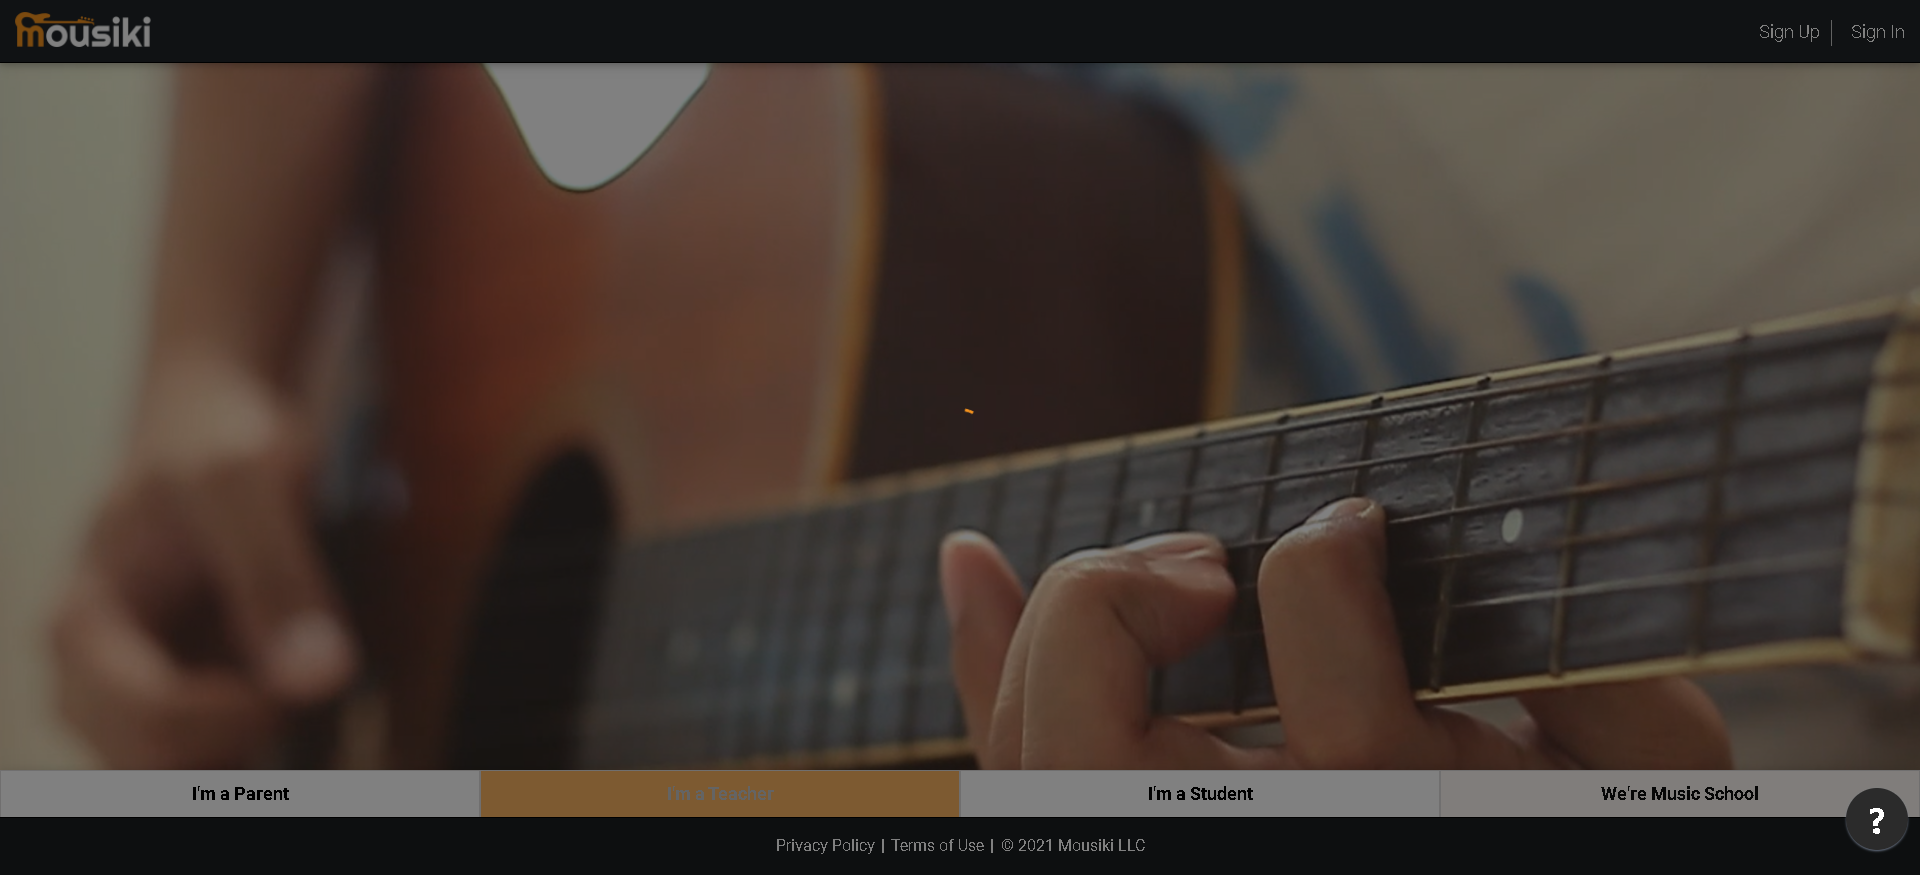 mousiki
Sign Up
Sign In
I'm a Parent
I'm a Teacher
I'm a Student
We're Music School
?
Privacy Policy | Terms of Use | © 2021 Mousiki LLC